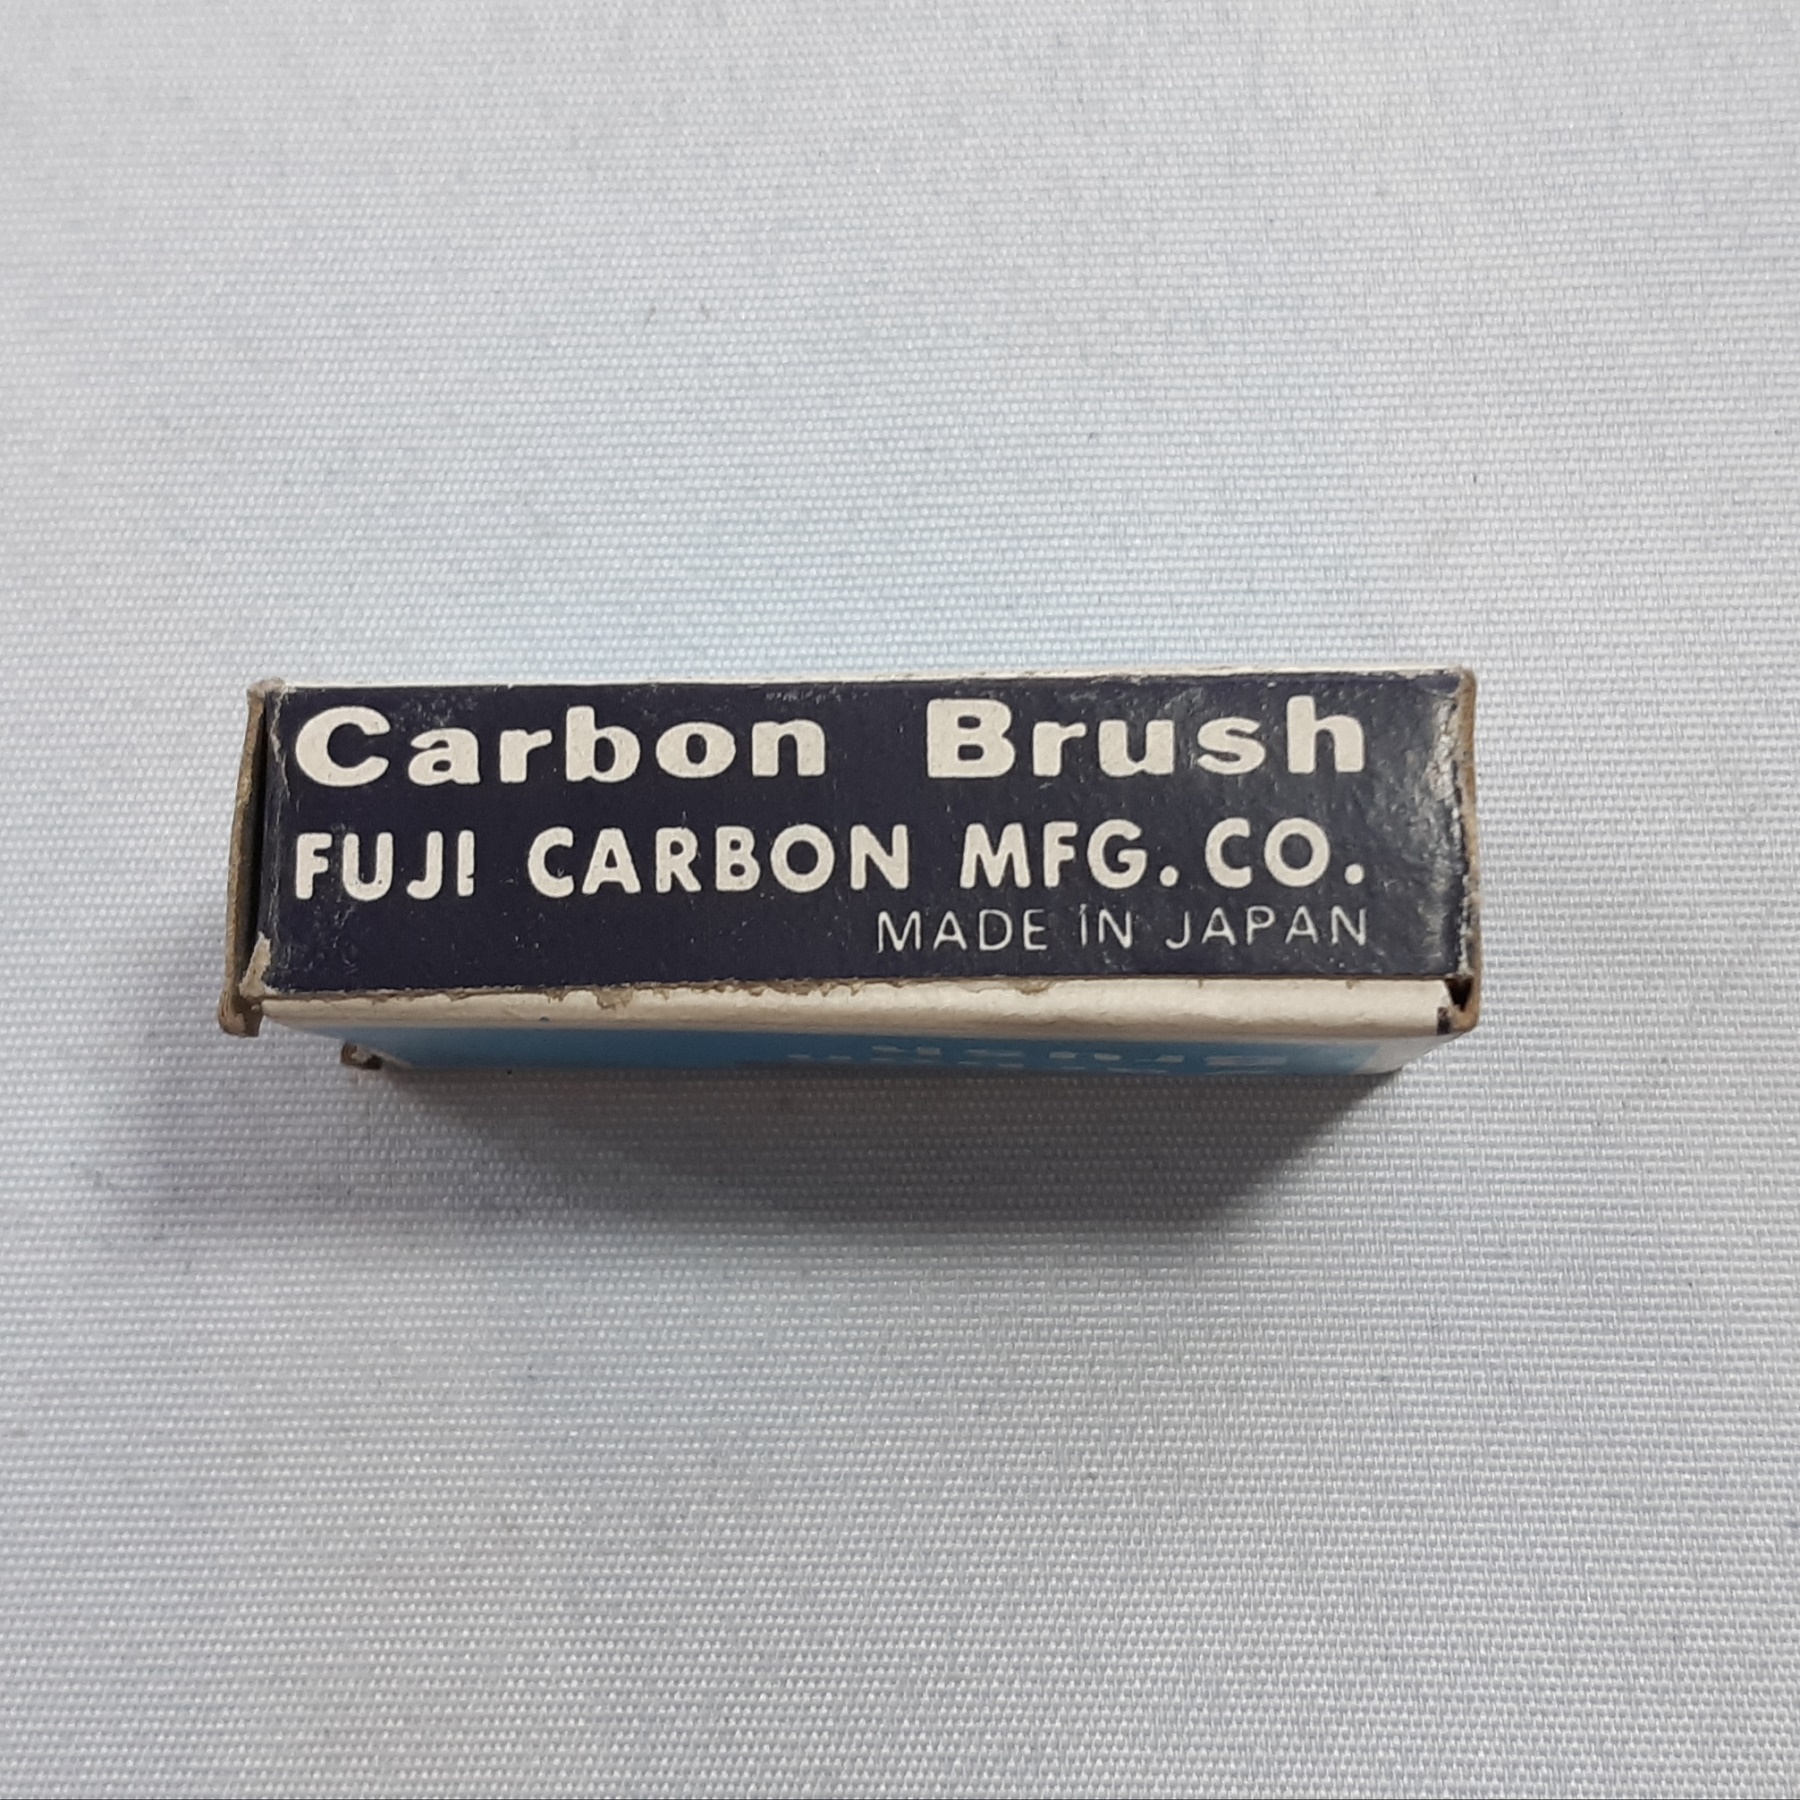 Carbon Brush
FUJI CARBON MFG. CO.
MADE IN JAPAN